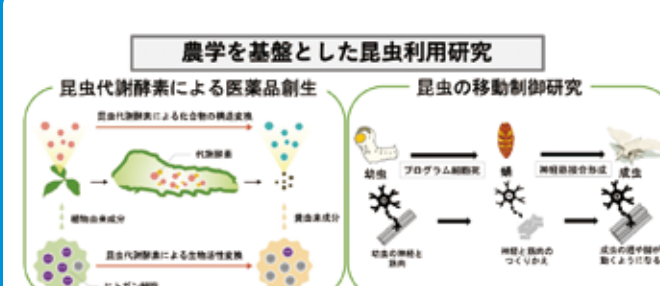 農学を基盤とした昆虫利用研究
昆虫代謝酵素による医薬品創生
昆虫代謝酵素による化合物の構造変換
代謝酵素
植物由来成分
糞由来成分
昆虫代謝酵素による生物活性変換
昆虫の移動制御研究
幼虫
プログラム細胞死
蛹
神経筋接合形成
成虫
幼虫の神経と
筋肉
神経と筋肉の
つくりかえ
成虫の翅や脚が
動くようになる